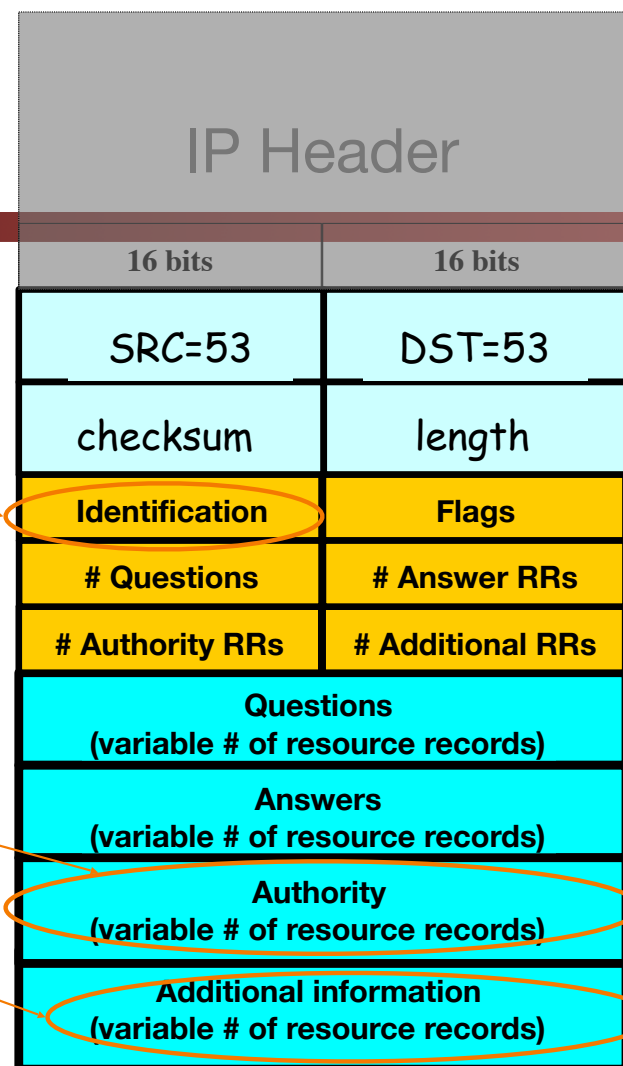 IP Header
16 bits 16 bits
SRC=53 DST=53
checksum length
Identification Flags
# Questions # Answer RRs
# Authority RRs # Additional RRs
Questions
(variable # of resource records)
Answers
(variable # of resource records)
Authority
(variable # of resource records)
Additional information
(variable # of resource records)